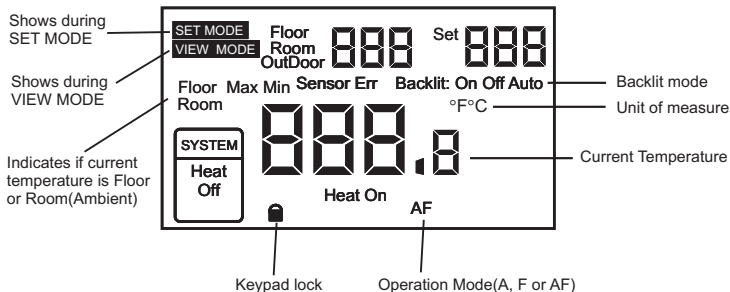 Shows during
SET MODE
Shows during
VIEW MODE
Indicates if current
temperature is Floor
or Room(Ambient)
SET MODE
VIEW MODE
Floor
Room
OutDoor
888
Set
888
Floor
Room
Max Min
Sensor Err
Backlit: On Off Auto
°F°C
SYSTEM
Heat
Off
888.8
Heat On
AF
Backlit mode
Unit of measure
Current Temperature
Keypad lock
Operation Mode(A, F or AF)